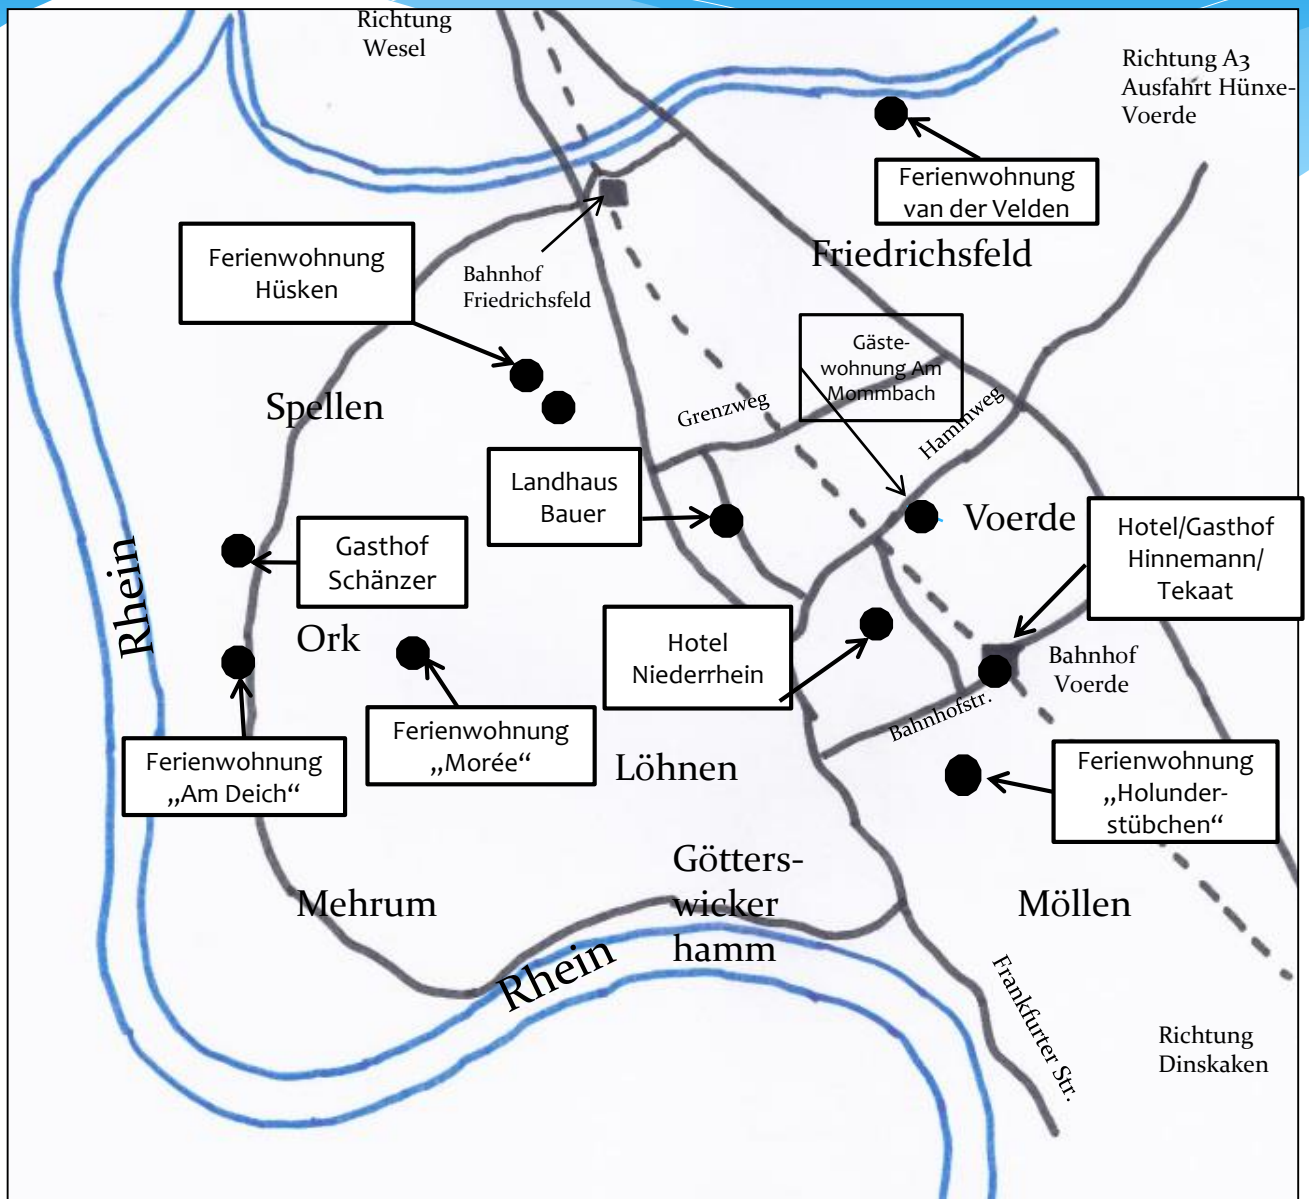 Richtung
Wesel
Richtung A3
Ausfahrt Hünxe-
Voerde
Ferienwohnung
van der Velden
Friedrichsfeld
Ferienwohnung
Hüsken
Bahnhof
Friedrichsfeld
Gäste-
wohnung Am
Mommbach
Spellen
Grenzweg
Hammweg
Landhaus
Bauer
Voerde
Hotel/Gasthof
Hinnemann/
Tekaat
Gasthof
Schänzer
Rhein
Ork
Hotel
Niederrhein
Bahnhof
Voerde
Bahnhofstr.
Ferienwohnung
„Morée“
Ferienwohnung
„Am Deich“
Löhnen
Ferienwohnung
„Holunder-
stübchen“
Götters-
wicker
hamm
Mehrum
Möllen
Rhein
Frankfurter Str.
Richtung
Dinskaken